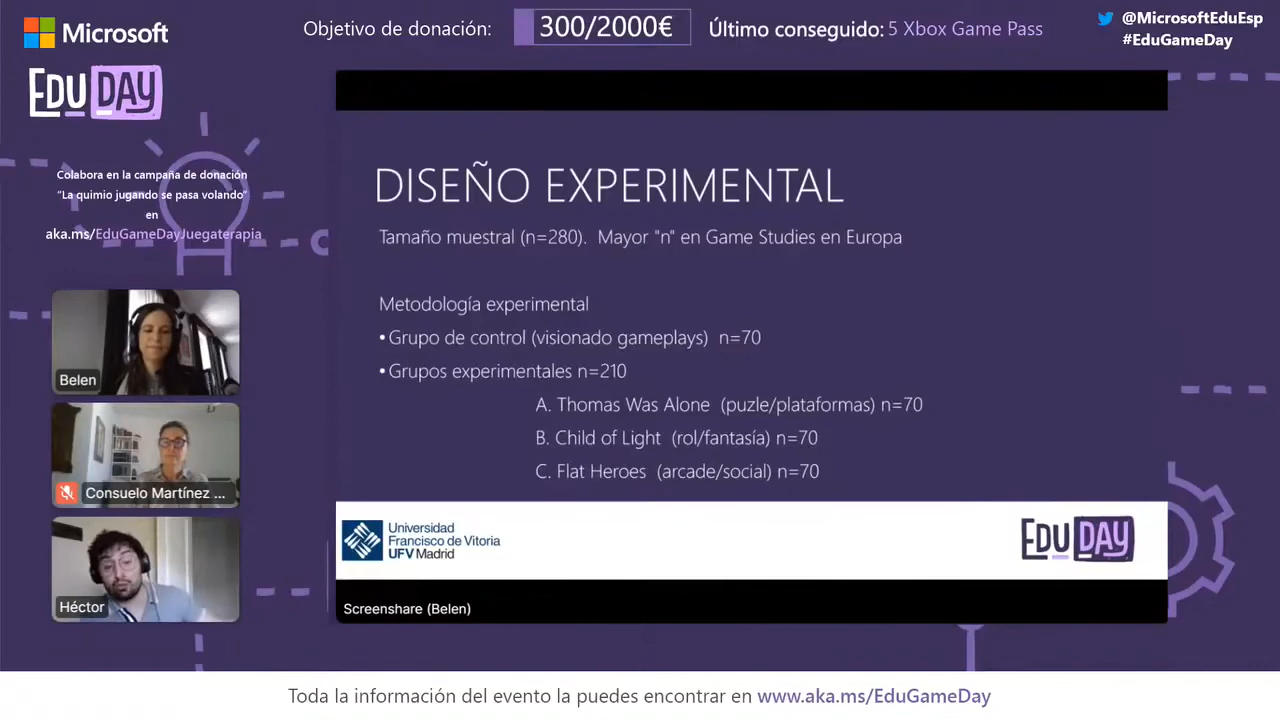 Microsoft
Objetivo de donación: 300/2000€ Último conseguido: 5 Xbox Game Pass
@MicrosoftEduEsp
#EduGameDay
EDU DAY
Colabora en la campaña de donación
“La quimio jugando se pasa volando”
en
aka.ms/EduGameDayJuegaterapia
Belen
Consuelo Martínez ...
Héctor
DISEÑO EXPERIMENTAL
Tamaño muestral (n=280). Mayor "n" en Game Studies en Europa
Metodología experimental
•Grupo de control (visionado gameplays) n=70
•Grupos experimentales n=210
A. Thomas Was Alone (puzle/plataformas) n=70
B. Child of Light (rol/fantasía) n=70
C. Flat Heroes (arcade/social) n=70
Universidad
Francisco de Vitoria
UFV Madrid
EDU DAY
Screenshare (Belen)
Toda la información del evento la puedes encontrar en www.aka.ms/EduGameDay